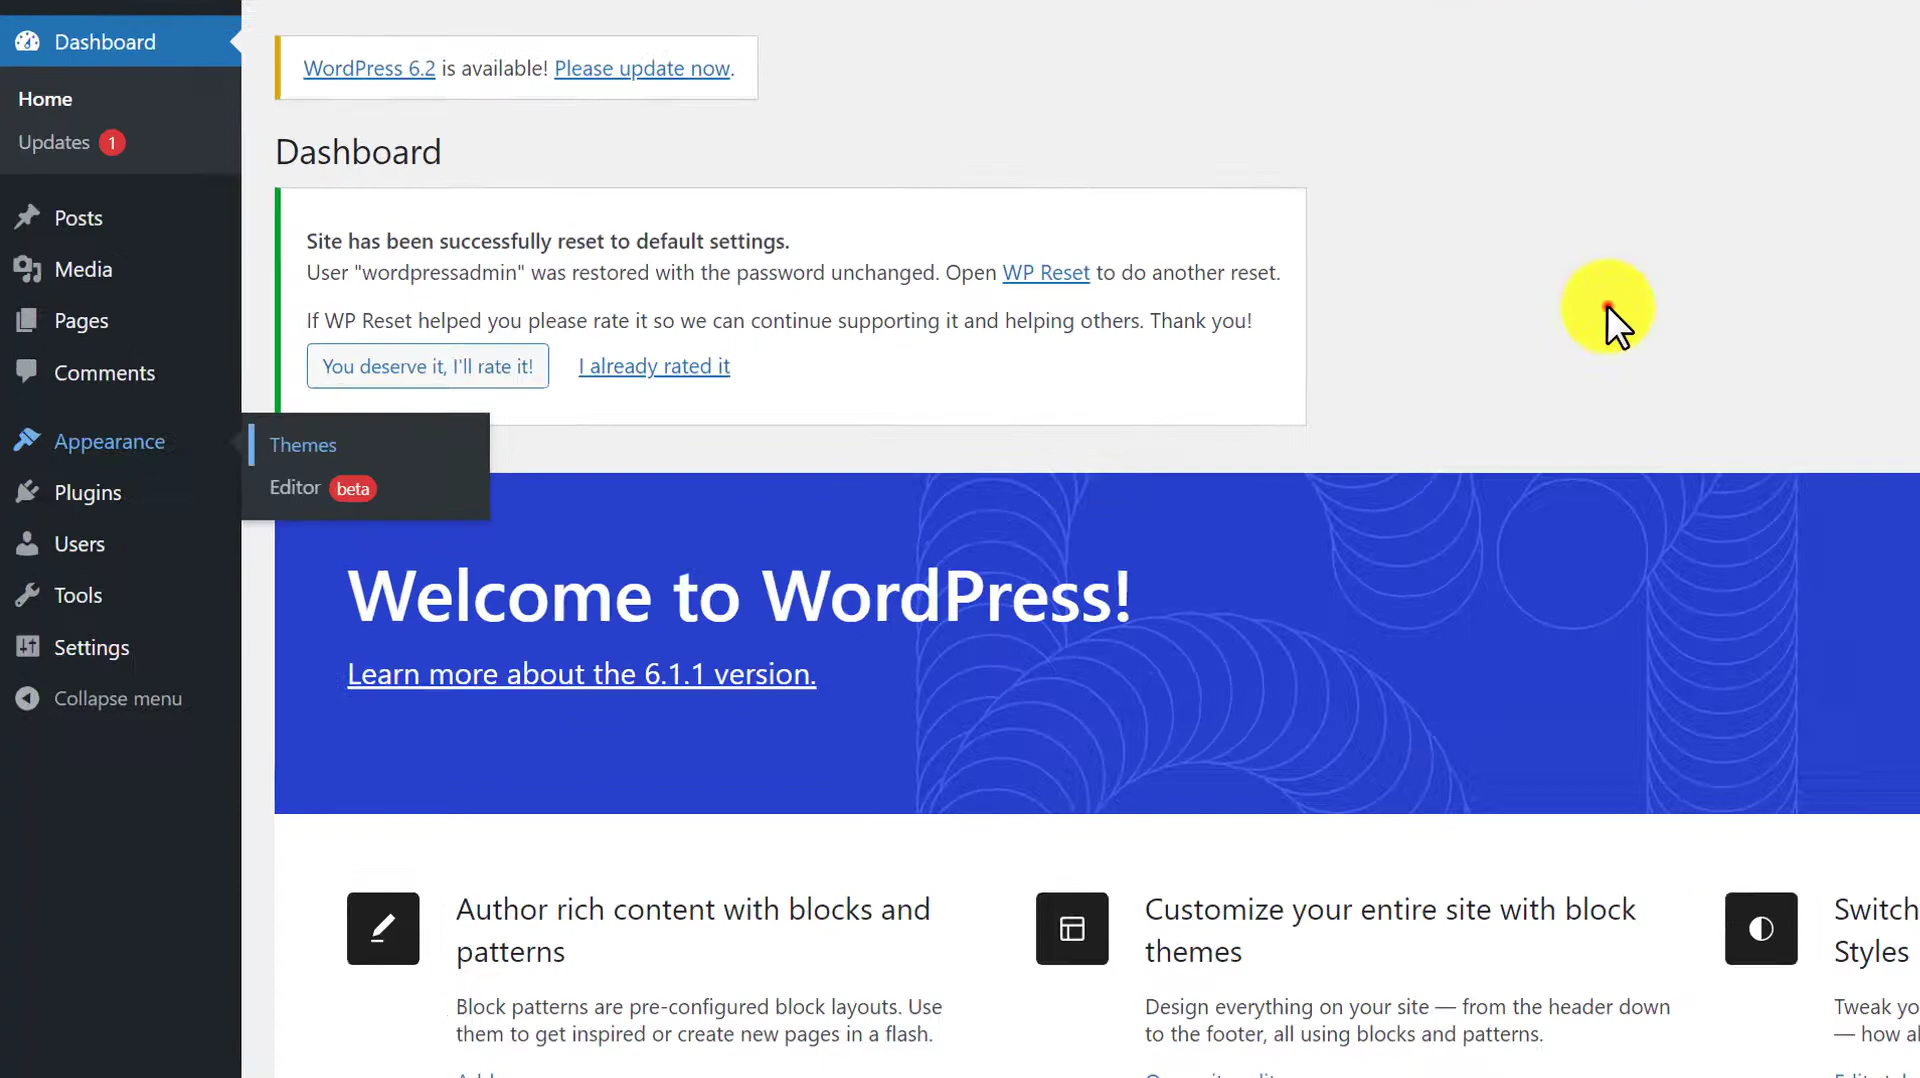 Dashboard
Home
Updates 1
Posts
Media
Pages
Comments
Appearance
Plugins
Users
Tools
Settings
Collapse menu
Themes
Editor beta
WordPress 6.2 is available! Please update now.
Dashboard
Site has been successfully reset to default settings.
User "wordpressadmin" was restored with the password unchanged. Open WP Reset to do another reset.
If WP Reset helped you please rate it so we can continue supporting it and helping others. Thank you!
You deserve it, I'll rate it! I already rated it
Welcome to WordPress!
Learn more about the 6.1.1 version.
Author rich content with blocks and
patterns
Block patterns are pre-configured block layouts. Use
them to get inspired or create new pages in a flash.
Customize your entire site with block
themes
Design everything on your site — from the header down
to the footer, all using blocks and patterns.
Switch
Styles
Tweak yo
— how al